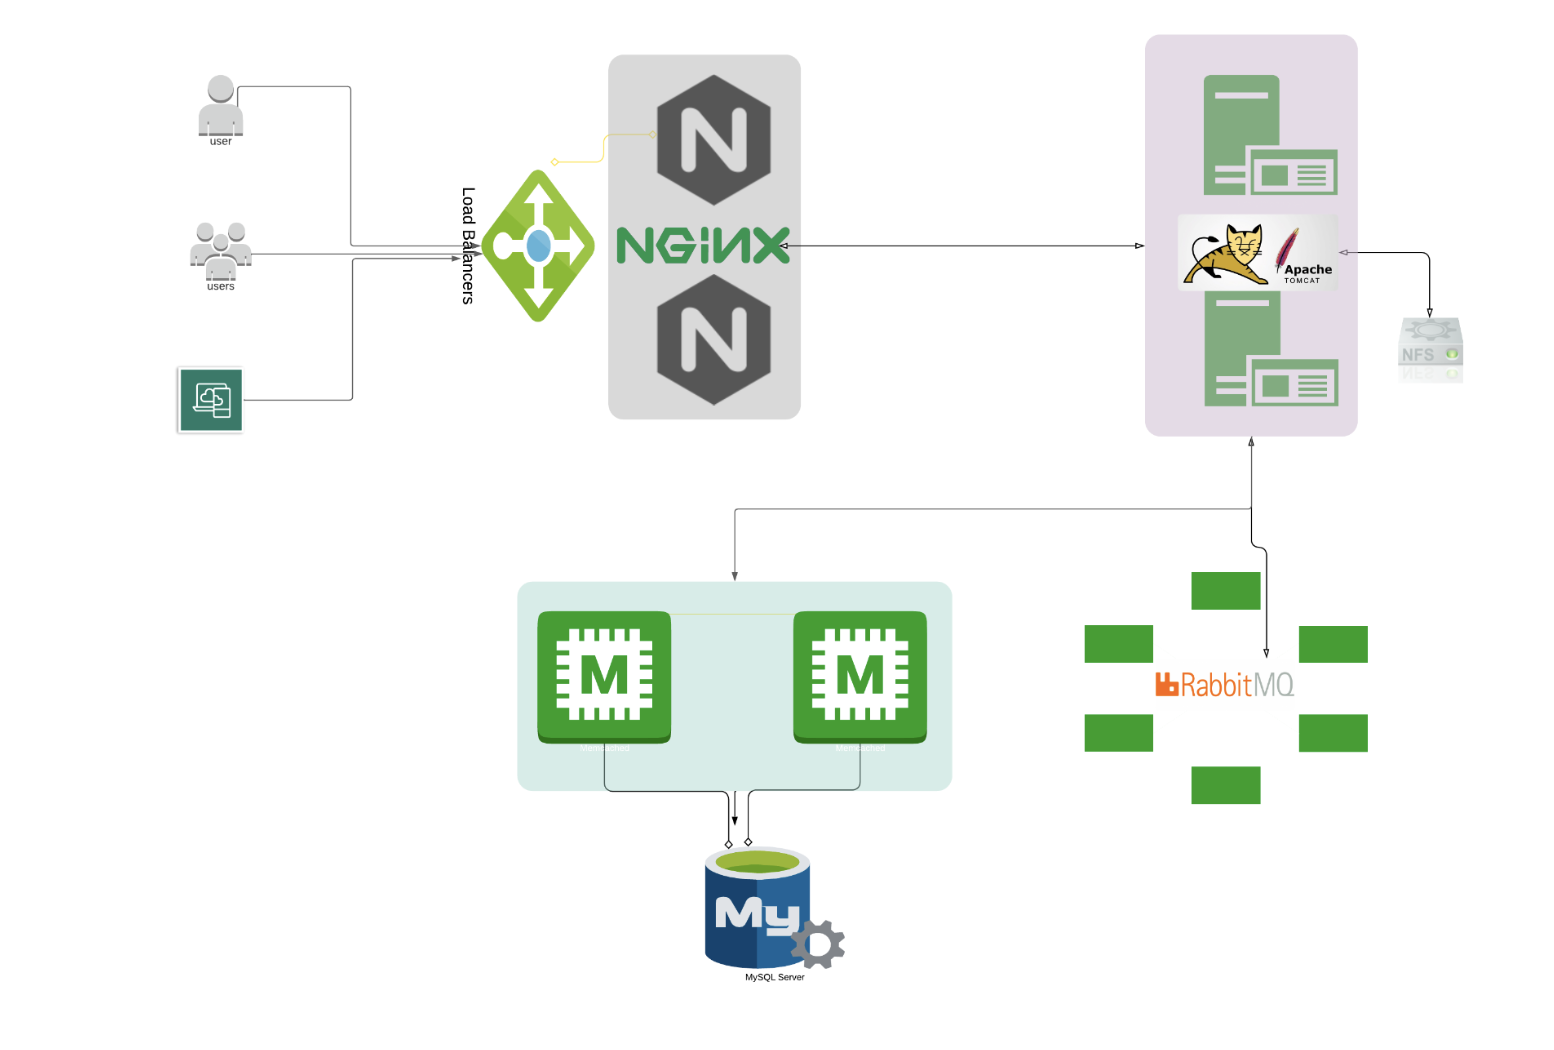 user
users
Load Balancers
N
NGiNX
N
Apache
TOMCAT
NFS
M
Memcached
M
Memcached
RabbitMQ
My
MySQL Server